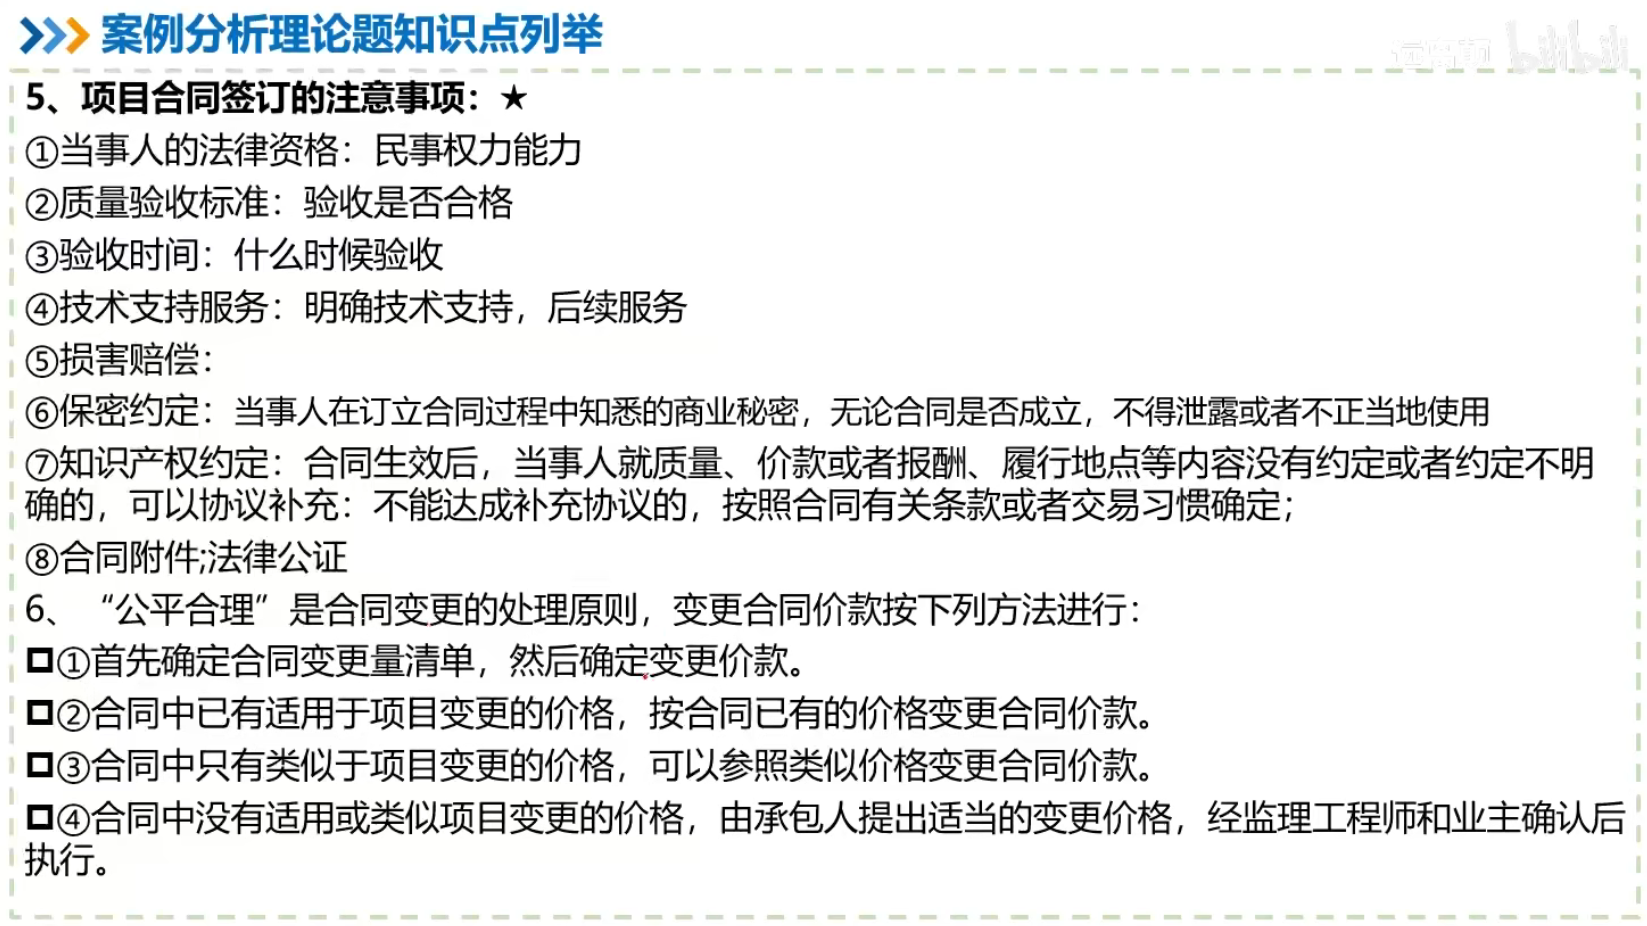 案例分析理论题知识点列举
bilibili
5、项目合同签订的注意事项：★
①当事人的法律资格：民事权力能力
②质量验收标准：验收是否合格
③验收时间：什么时候验收
④技术支持服务：明确技术支持，后续服务
⑤损害赔偿：
⑥保密约定：当事人在订立合同过程中知悉的商业秘密，无论合同是否成立，不得泄露或者不正当地使用
⑦知识产权约定：合同生效后，当事人就质量、价款或者报酬、履行地点等内容没有约定或者约定不明
确的，可以协议补充：不能达成补充协议的，按照合同有关条款或者交易习惯确定；
⑧合同附件;法律公证
6、“公平合理”是合同变更的处理原则，变更合同价款按下列方法进行：
①首先确定合同变更量清单，然后确定变更价款。
②合同中已有适用于项目变更的价格，按合同已有的价格变更合同价款。
③合同中只有类似于项目变更的价格，可以参照类似价格变更合同价款。
④合同中没有适用或类似项目变更的价格，由承包人提出适当的变更价格，经监理工程师和业主确认后
执行。